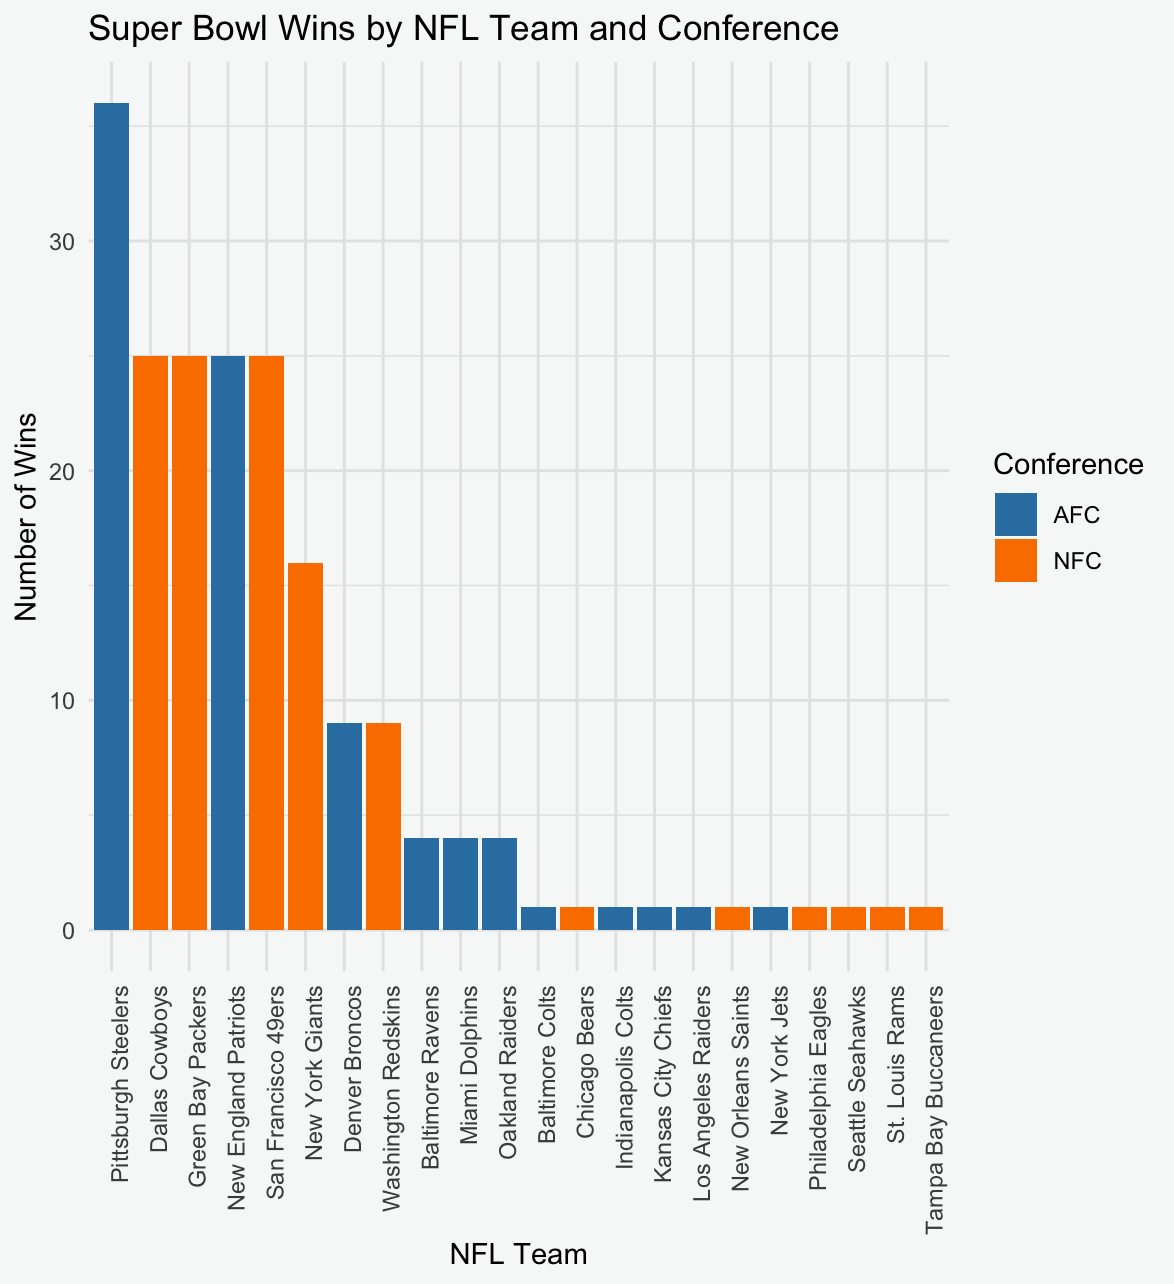 Super Bowl Wins by NFL Team and Conference
Number of Wins
30
20
10
0
Conference
AFC
NFC
Pittsburgh Steelers
Dallas Cowboys
Green Bay Packers
New England Patriots
San Francisco 49ers
New York Giants
Denver Broncos
Washington Redskins
Baltimore Ravens
Miami Dolphins
Oakland Raiders
Baltimore Colts
Chicago Bears
Indianapolis Colts
Kansas City Chiefs
Los Angeles Raiders
New Orleans Saints
New York Jets
Philadelphia Eagles
Seattle Seahawks
St. Louis Rams
Tampa Bay Buccaneers
NFL Team